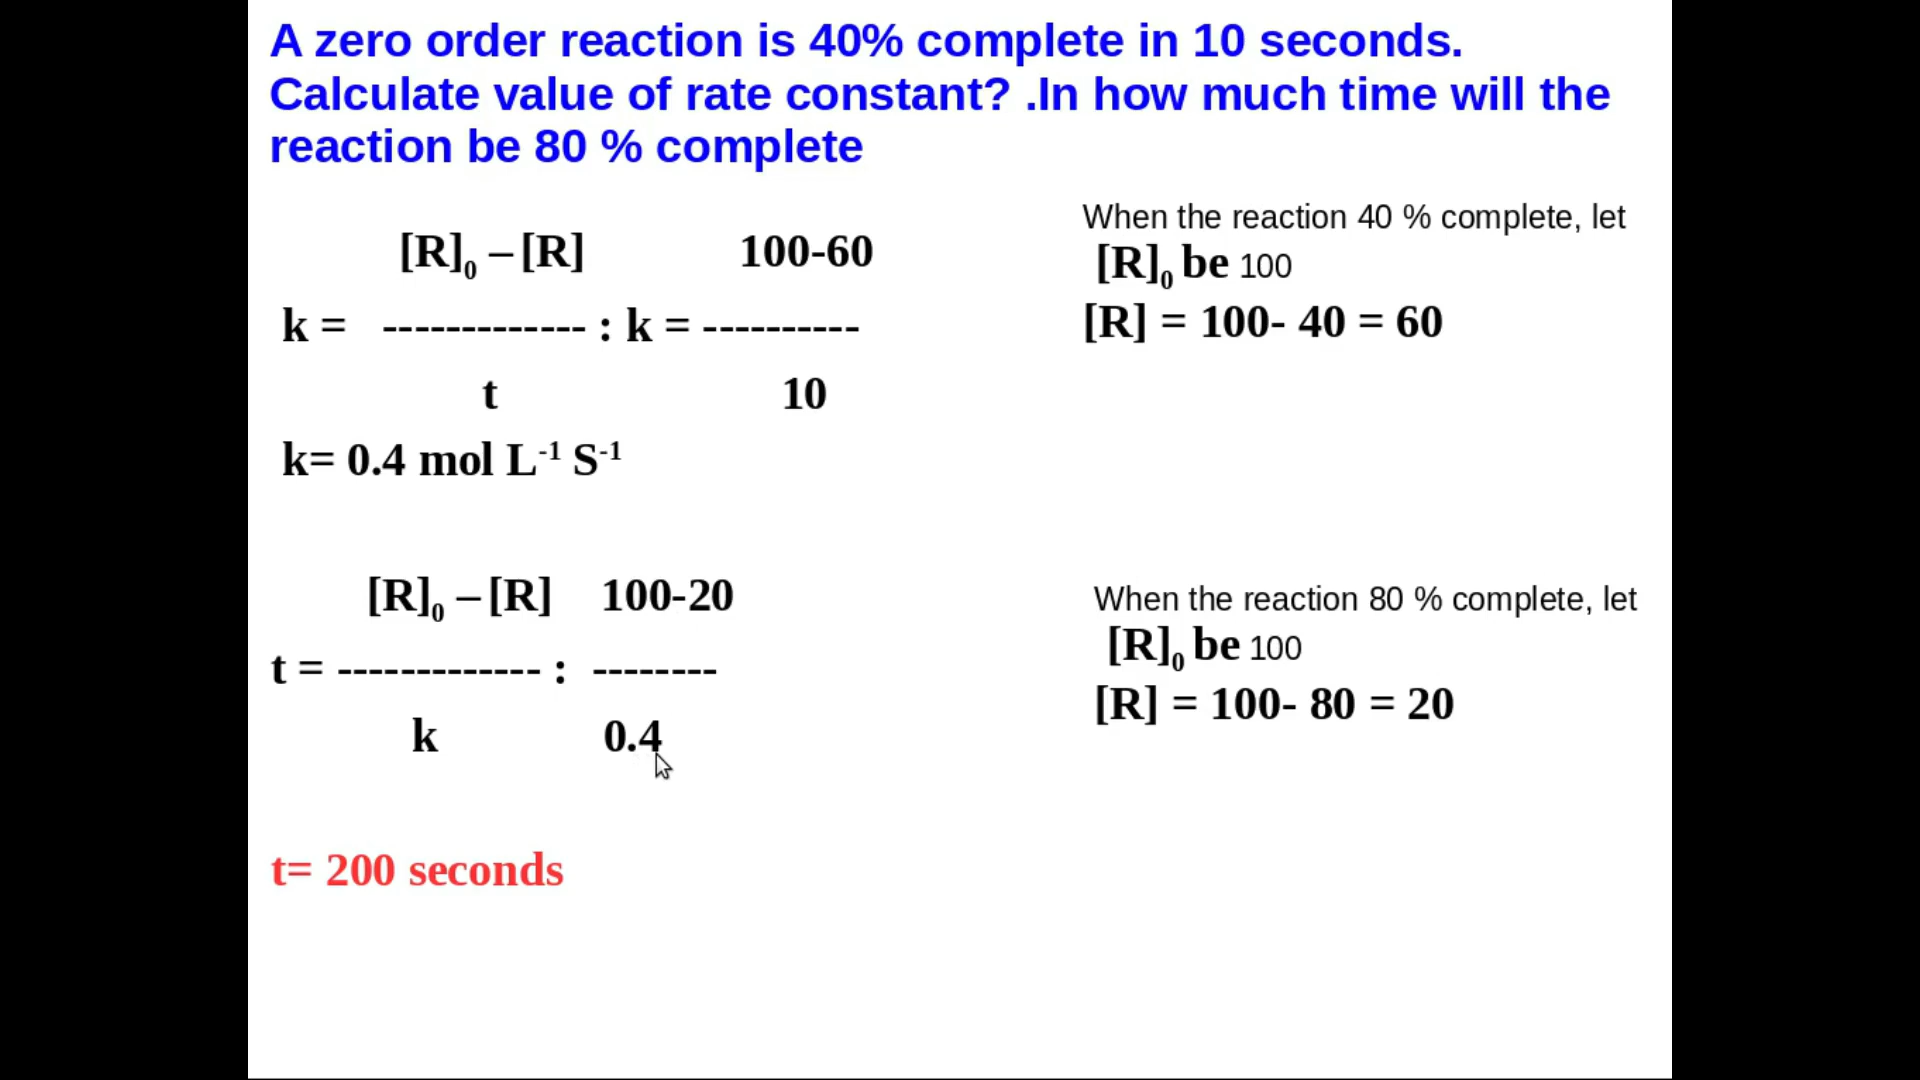 A zero order reaction is 40% complete in 10 seconds.
Calculate value of rate constant? .In how much time will the
reaction be 80 % complete
[R]₀ – [R] 100-60
k = ------------- : k = ----------
t 10
k= 0.4 mol L⁻¹ S⁻¹
When the reaction 40 % complete, let
[R]₀ be 100
[R] = 100- 40 = 60
[R]₀ – [R] 100-20
t = ------------- : --------
k 0.4
t= 200 seconds
When the reaction 80 % complete, let
[R]₀ be 100
[R] = 100- 80 = 20